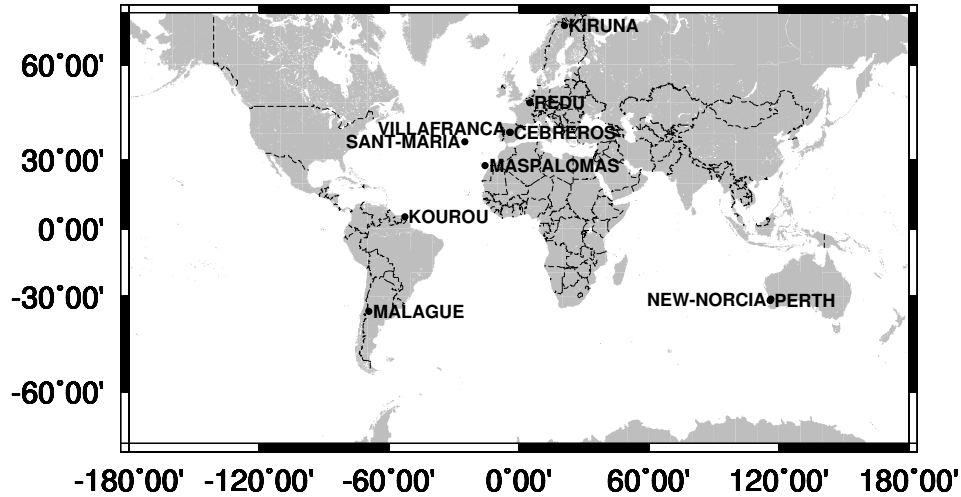 KIRUNA
60°00'
REDU
VILLAFRANCA
CEBREROS
SANT-MARIA
30°00'
MASPALOMAS
KOUROU
0°00'
-30°00'
NEW-NORCIA
PERTH
MALAGUE
-60°00'
-180°00' -120°00' -60°00' 0°00' 60°00' 120°00' 180°00'